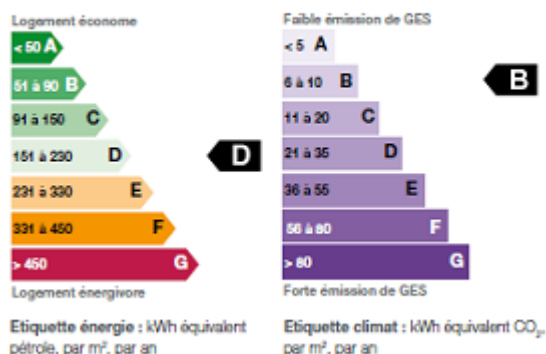 Logement économe
< 50 A
51 à 90 B
91 à 150 C
151 à 230 D
D
231 à 330 E
331 à 450 F
> 450 G
Logement énergivore
Etiquette énergie : kWh équivalent
pétrole, par m², par an
Faible émission de GES
< 5 A
6 à 10 B
B
11 à 20 C
21 à 35 D
36 à 55 E
56 à 80 F
> 80 G
Forte émission de GES
Etiquette climat : kWh équivalent CO₂,
par m², par an